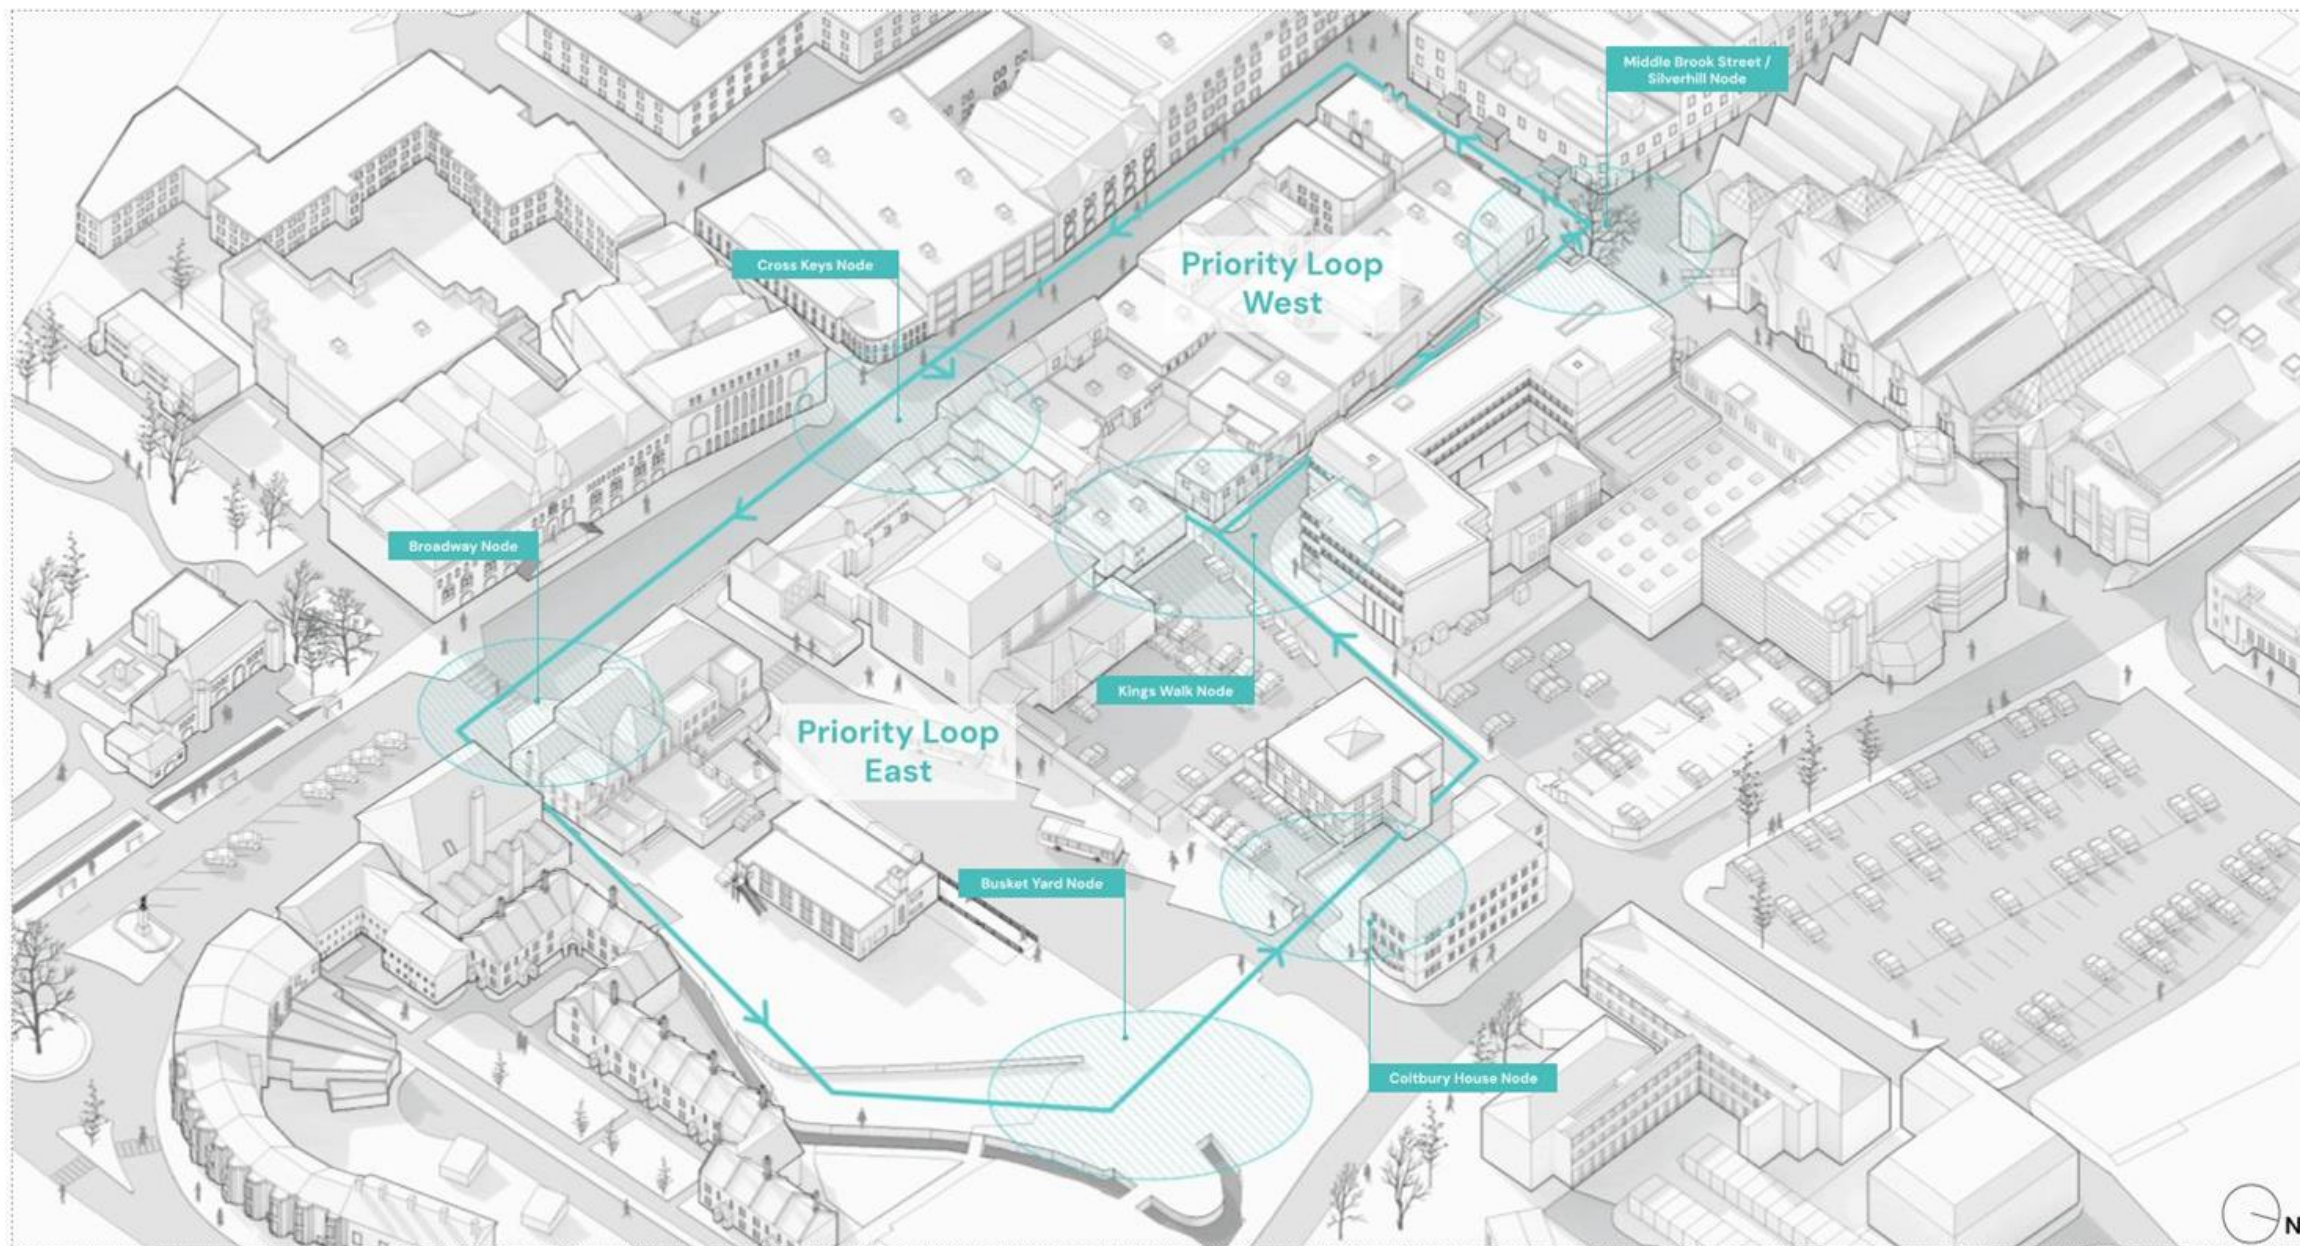 Middle Brook Street /
Silverhill Node
Cross Keys Node
Priority Loop
West
Broadway Node
Kings Walk Node
Priority Loop
East
Busket Yard Node
Coitbury House Node
N